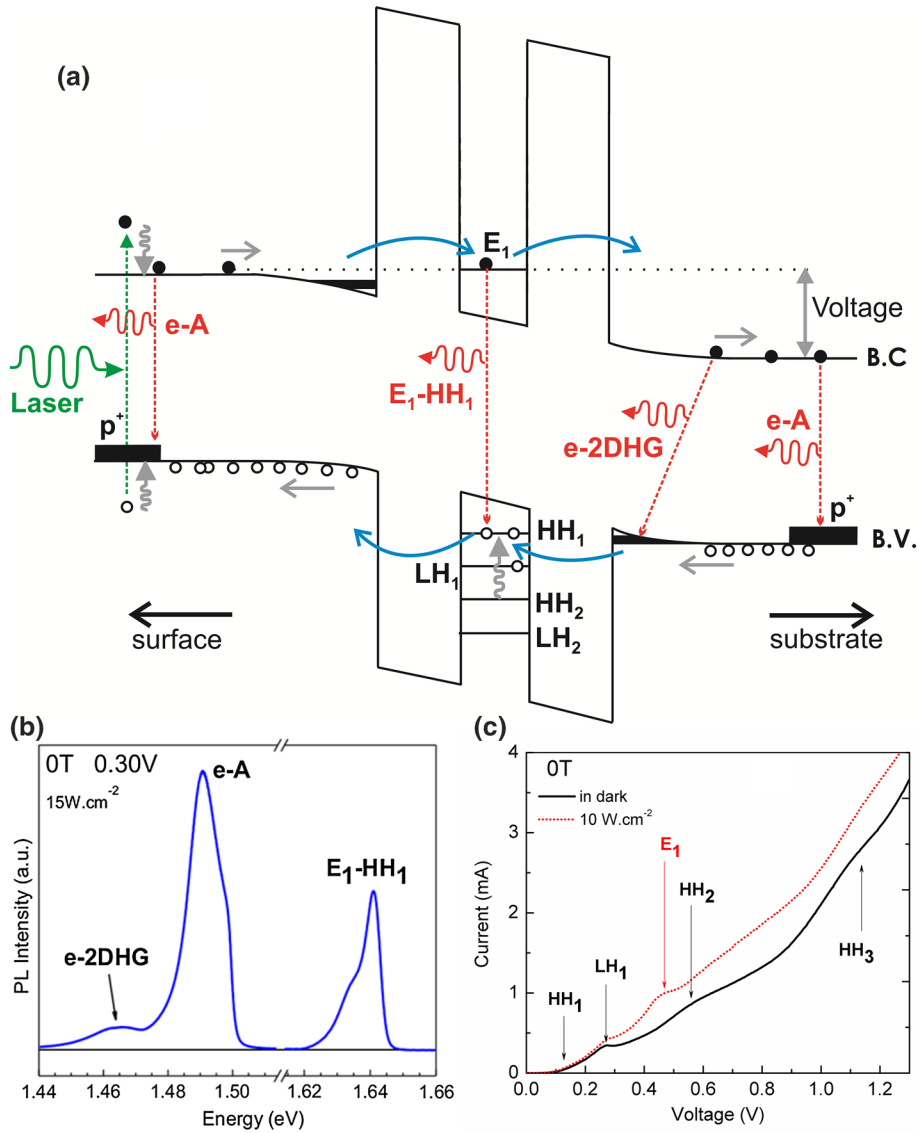 (a)
E₁
Voltage
e-A
B.C
Laser
E₁-HH₁
p⁺
e-2DHG
e-A
p⁺
HH₁
B.V.
LH₁
HH₂
LH₂
surface
substrate
(b)
0T 0.30V
15W.cm⁻²
e-A
E₁-HH₁
e-2DHG
PL Intensity (a.u.)
1.44 1.46 1.48 1.50 1.62 1.64 1.66
Energy (eV)
(c)
0T
in dark
10 W.cm⁻²
E₁
HH₂
LH₁
HH₁
HH₃
Current (mA)
4
3
2
1
0
0.0 0.2 0.4 0.6 0.8 1.0 1.2
Voltage (V)